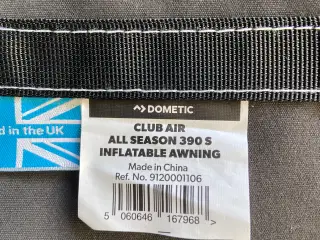 DOMETIC
CLUB AIR
ALL SEASON 390 S
INFLATABLE AWNING
Made in China
Ref. No. 9120001106
5 060646 167968 >
d in the UK